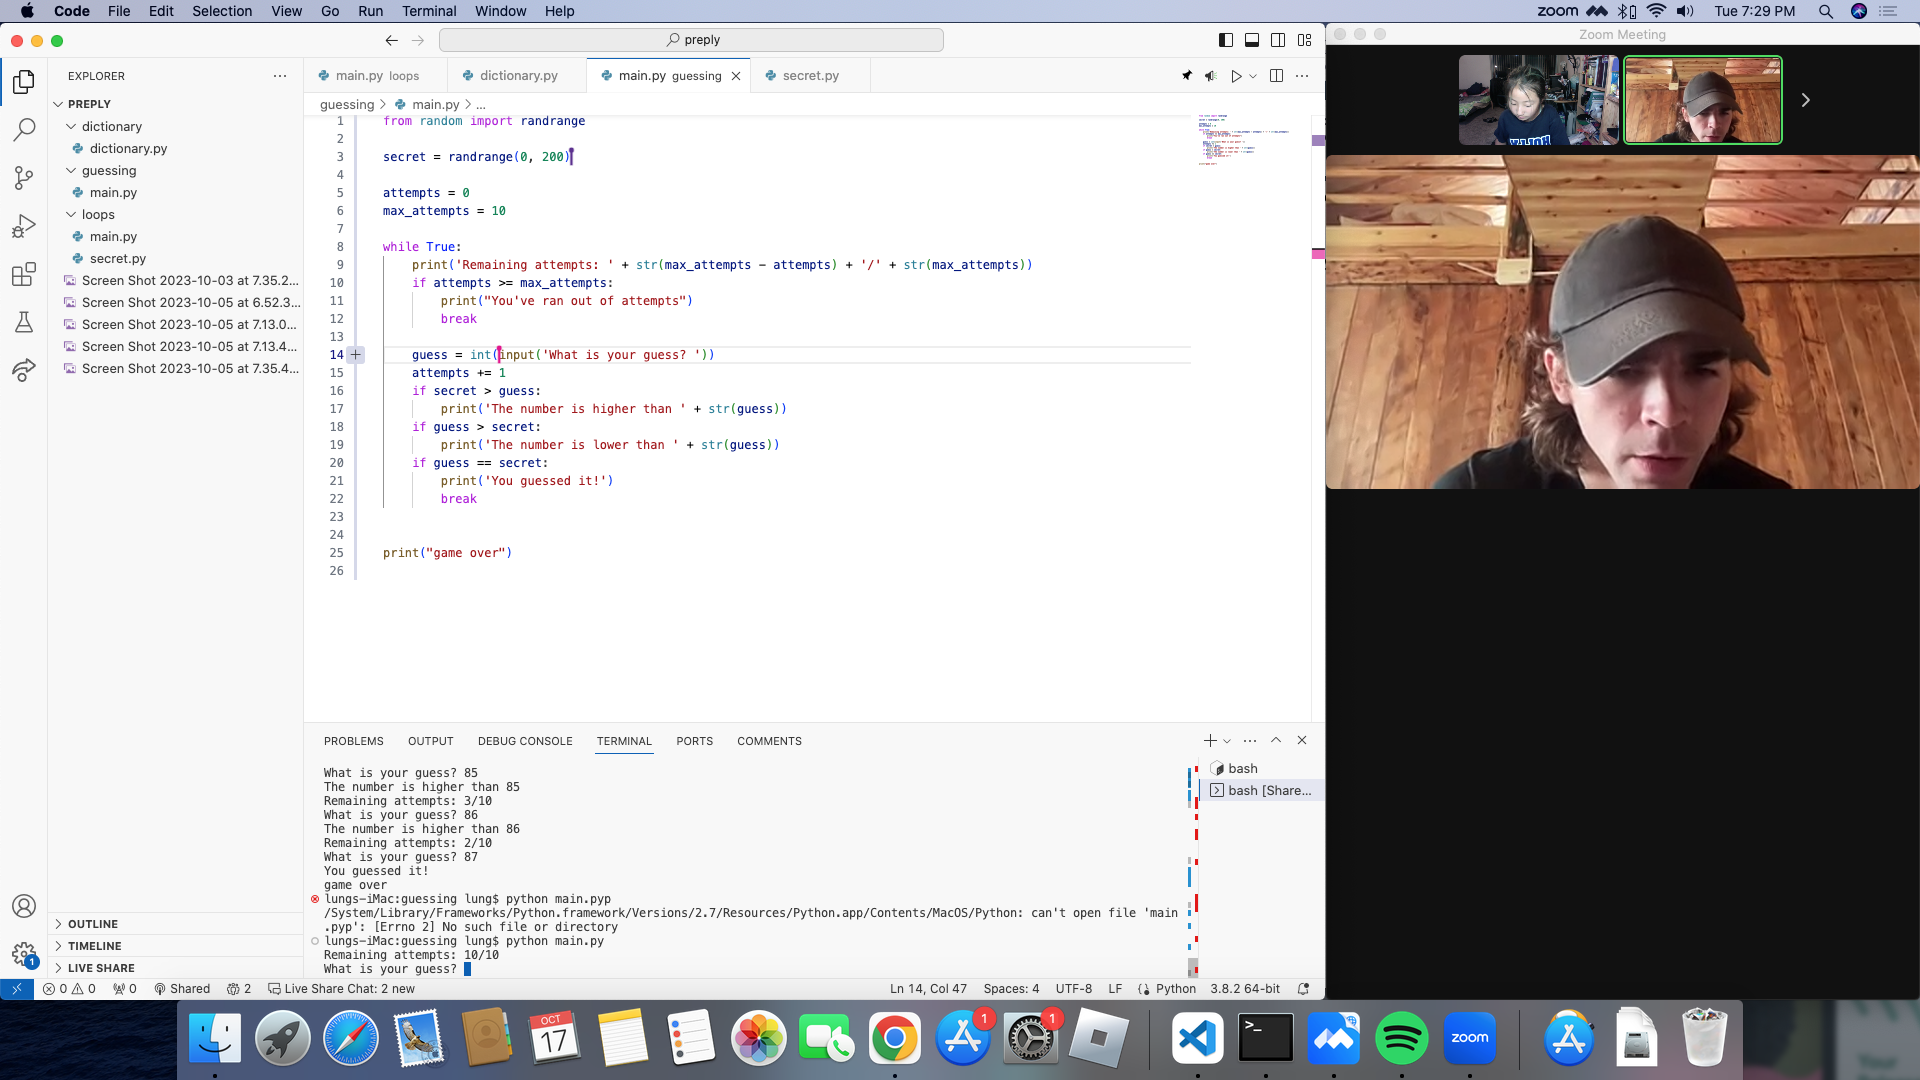 Code File Edit Selection View Go Run Terminal Window Help
zoom Tue 7:29 PM
preply
Zoom Meeting
EXPLORER
PREPLY
dictionary
dictionary.py
guessing
main.py
loops
main.py
secret.py
Screen Shot 2023-10-03 at 7.35.2...
Screen Shot 2023-10-05 at 6.52.3...
Screen Shot 2023-10-05 at 7.13.0...
Screen Shot 2023-10-05 at 7.13.4...
Screen Shot 2023-10-05 at 7.35.4...
OUTLINE
TIMELINE
LIVE SHARE
main.py loops dictionary.py main.py guessing secret.py
guessing > main.py > ...
1 from random import randrange
2
3 secret = randrange(0, 200)
4
5 attempts = 0
6 max_attempts = 10
7
8 while True:
9 print('Remaining attempts: ' + str(max_attempts - attempts) + '/' + str(max_attempts))
10 if attempts >= max_attempts:
11 print("You've ran out of attempts")
12 break
13
14 guess = int(input('What is your guess? '))
15 attempts += 1
16 if secret > guess:
17 print('The number is higher than ' + str(guess))
18 if guess > secret:
19 print('The number is lower than ' + str(guess))
20 if guess == secret:
21 print('You guessed it!')
22 break
23
24
25 print("game over")
26
PROBLEMS OUTPUT DEBUG CONSOLE TERMINAL PORTS COMMENTS
What is your guess? 85
The number is higher than 85
Remaining attempts: 3/10
What is your guess? 86
The number is higher than 86
Remaining attempts: 2/10
What is your guess? 87
You guessed it!
game over
lungs-iMac:guessing lung$ python main.pyp
/System/Library/Frameworks/Python.framework/Versions/2.7/Resources/Python.app/Contents/MacOS/Python: can't open file 'main
.pyp': [Errno 2] No such file or directory
lungs-iMac:guessing lung$ python main.py
Remaining attempts: 10/10
What is your guess?
bash
bash [Share...
1
0 0 0 Shared 2 Live Share Chat: 2 new
Ln 14, Col 47 Spaces: 4 UTF-8 LF Python 3.8.2 64-bit
OCT
17
1
1
zoom